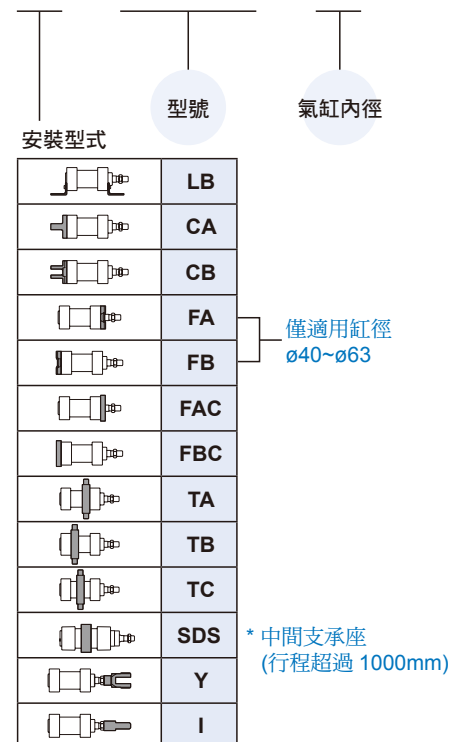 型號
氣缸內徑
安裝型式
LB
CA
CB
FA
僅適用缸徑
ø40~ø63
FB
FAC
FBC
TA
TB
TC
SDS
* 中間支承座
(行程超過 1000mm)
Y
I